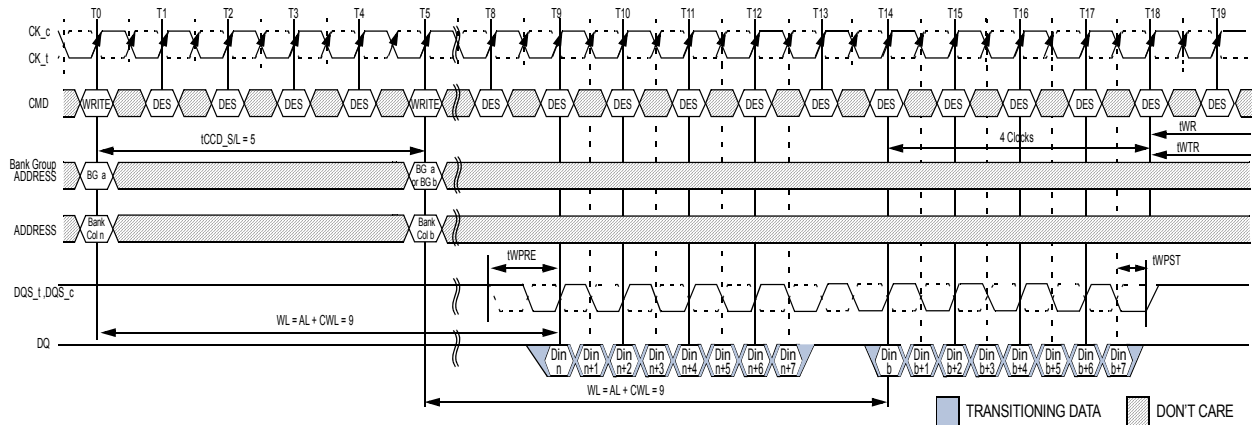 T0 T1 T2 T3 T4 T5 T8 T9 T10 T11 T12 T13 T14 T15 T16 T17 T18 T19
CK_c
CK_t
CMD WRITE DES DES DES DES WRITE DES DES DES DES DES DES DES DES DES DES DES DES
tCCD_S/L = 5 4 Clocks tWR
tWTR
Bank Group
ADDRESS BG a BG a
or BG b
ADDRESS Bank
Col n Bank
Col b
tWPRE tWPST
DQS_t ,DQS_c
WL = AL + CWL = 9
DQ Din
n Din
n+1 Din
n+2 Din
n+3 Din
n+4 Din
n+5 Din
n+6 Din
n+7 Din
b Din
b+1 Din
b+2 Din
b+3 Din
b+4 Din
b+5 Din
b+6 Din
b+7
WL = AL + CWL = 9
TRANSITIONING DATA DON'T CARE